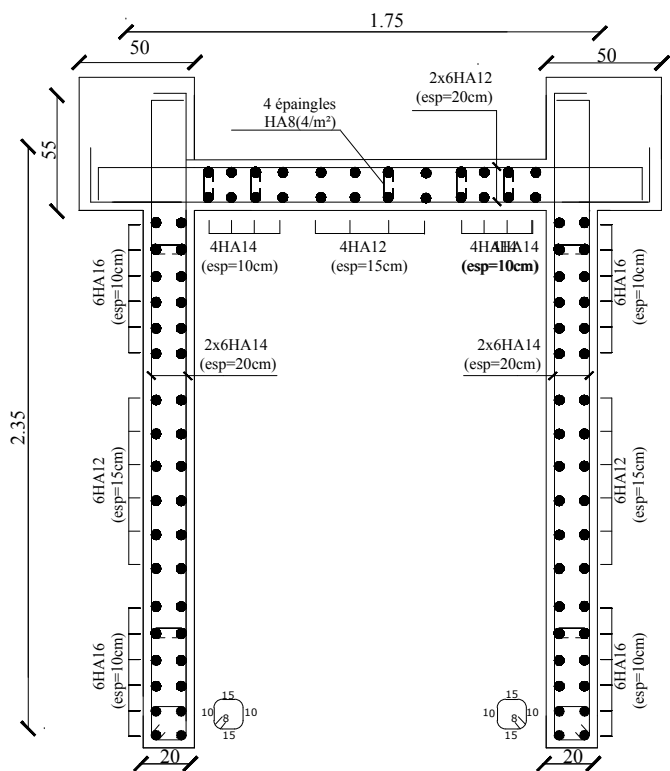 1.75
50
50
2x6HA12
(esp=20cm)
4 épaingles
HA8(4/m²)
55
4HA14
(esp=10cm)
4HA12
(esp=15cm)
4HA14
4HA14
(esp=10cm)
6HA16
(esp=10cm)
6HA16
(esp=10cm)
2x6HA14
(esp=20cm)
2x6HA14
(esp=20cm)
2.35
6HA12
(esp=15cm)
6HA12
(esp=15cm)
6HA16
(esp=10cm)
6HA16
(esp=10cm)
15
10
8
10
15
15
10
8
10
15
20
20